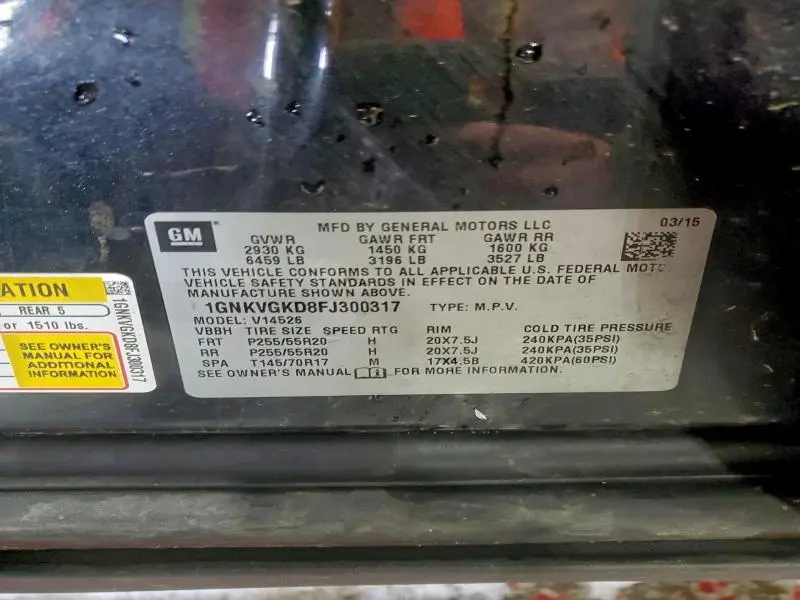 GM
MFD BY GENERAL MOTORS LLC
03/15
GVWR GAWR FRT GAWR RR
2930 KG 1450 KG 1600 KG
6459 LB 3196 LB 3527 LB
THIS VEHICLE CONFORMS TO ALL APPLICABLE U.S. FEDERAL MOTO
VEHICLE SAFETY STANDARDS IN EFFECT ON THE DATE OF
MANUFACTURE SHOWN ABOVE.
1GNKVGKD8FJ300317 TYPE: M.P.V.
MODEL: V14526
VBBH TIRE SIZE SPEED RTG RIM COLD TIRE PRESSURE
FRT P255/55R20 H 20X7.5J 240KPA(35PSI)
RR P255/55R20 H 20X7.5J 240KPA(35PSI)
SPA T145/70R17 M 17X4.5B 420KPA(60PSI)
SEE OWNER'S MANUAL FOR MORE INFORMATION.
ATION
REAR 5
or 1510 lbs.
SEE OWNER'S
MANUAL FOR
ADDITIONAL
INFORMATION
1GNKVGKD8FJ300317